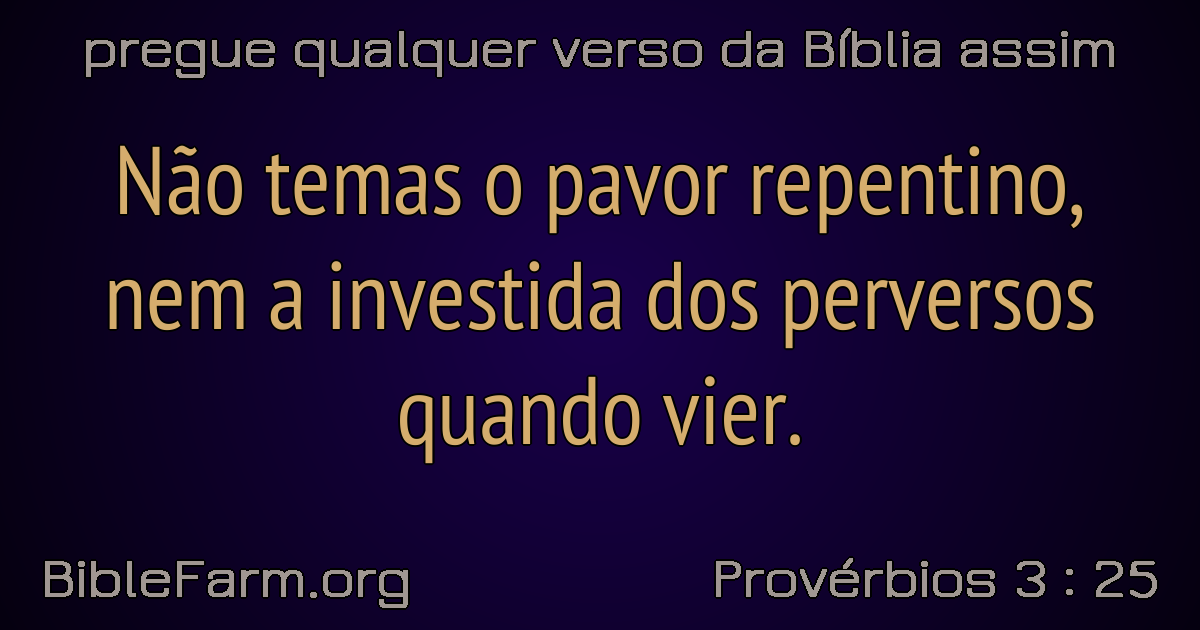 pregue qualquer verso da Bíblia assim
Não temas o pavor repentino,
nem a investida dos perversos
quando vier.
BibleFarm.org
Provérbios 3 : 25